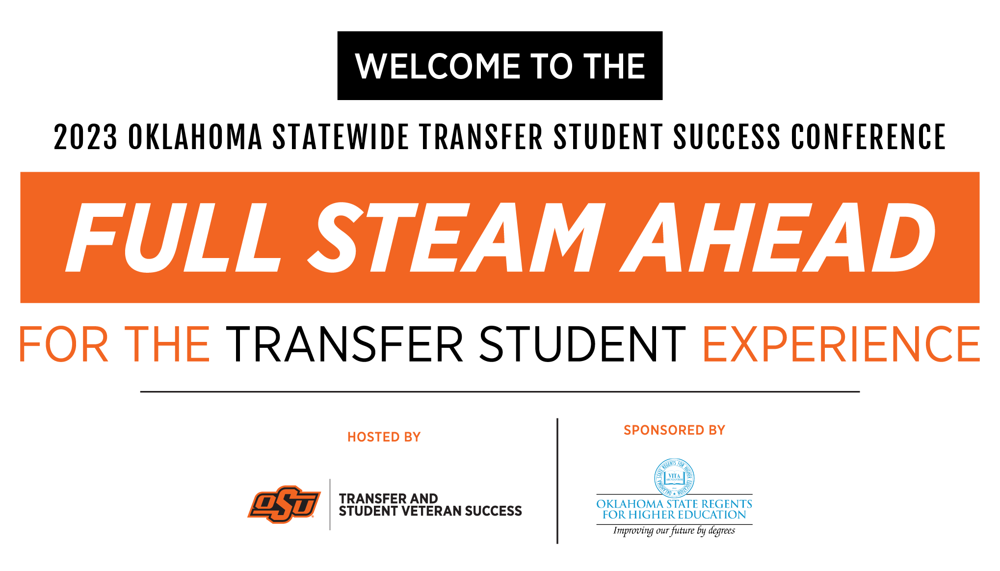 WELCOME TO THE
2023 OKLAHOMA STATEWIDE TRANSFER STUDENT SUCCESS CONFERENCE
FULL STEAM AHEAD
FOR THE TRANSFER STUDENT EXPERIENCE
HOSTED BY
OSU
TRANSFER AND
STUDENT VETERAN SUCCESS
SPONSORED BY
OKLAHOMA STATE REGENTS FOR HIGHER EDUCATION
VITA
OKLAHOMA STATE REGENTS
FOR HIGHER EDUCATION
Improving our future by degrees